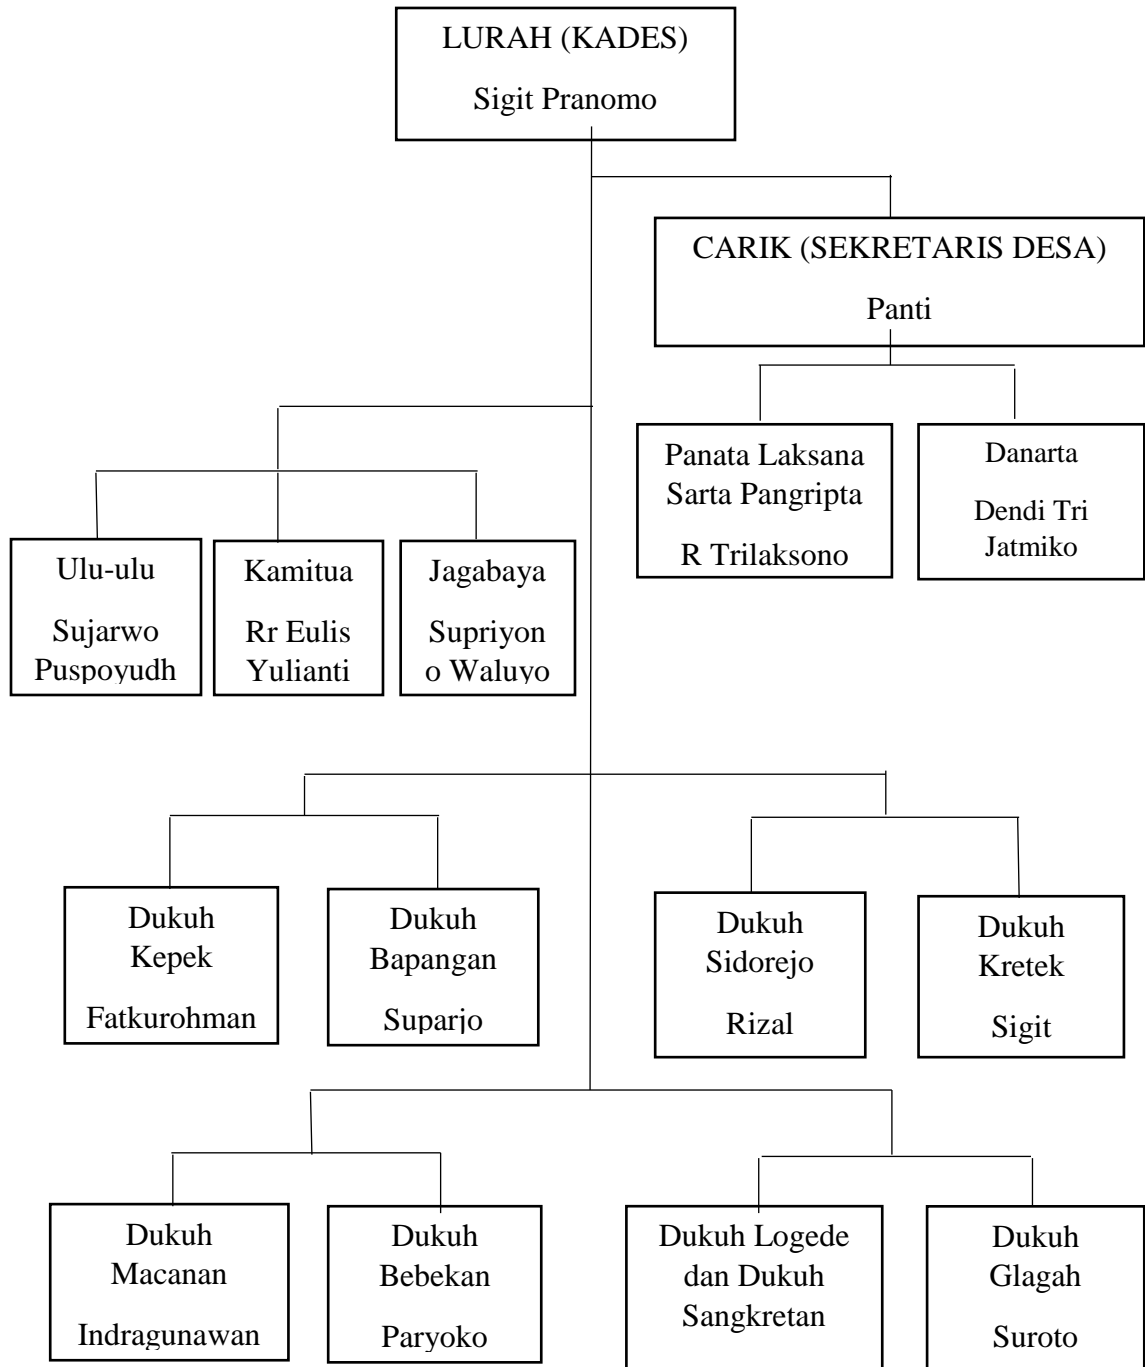 LURAH (KADES)
Sigit Pranomo
CARIK (SEKRETARIS DESA)
Panti
Panata Laksana
Sarta Pangripta
R Trilaksono
Danarta
Dendi Tri
Jatmiko
Ulu-ulu
Sujarwo
Puspoyudh
Kamitua
Rr Eulis
Yulianti
Jagabaya
Supriyon
o Waluyo
Dukuh
Kepek
Fatkurohman
Dukuh
Bapangan
Suparjo
Dukuh
Sidorejo
Rizal
Dukuh
Kretek
Sigit
Dukuh
Macanan
Indragunawan
Dukuh
Bebekan
Paryoko
Dukuh Logede
dan Dukuh
Sangkretan
Dukuh
Glagah
Suroto